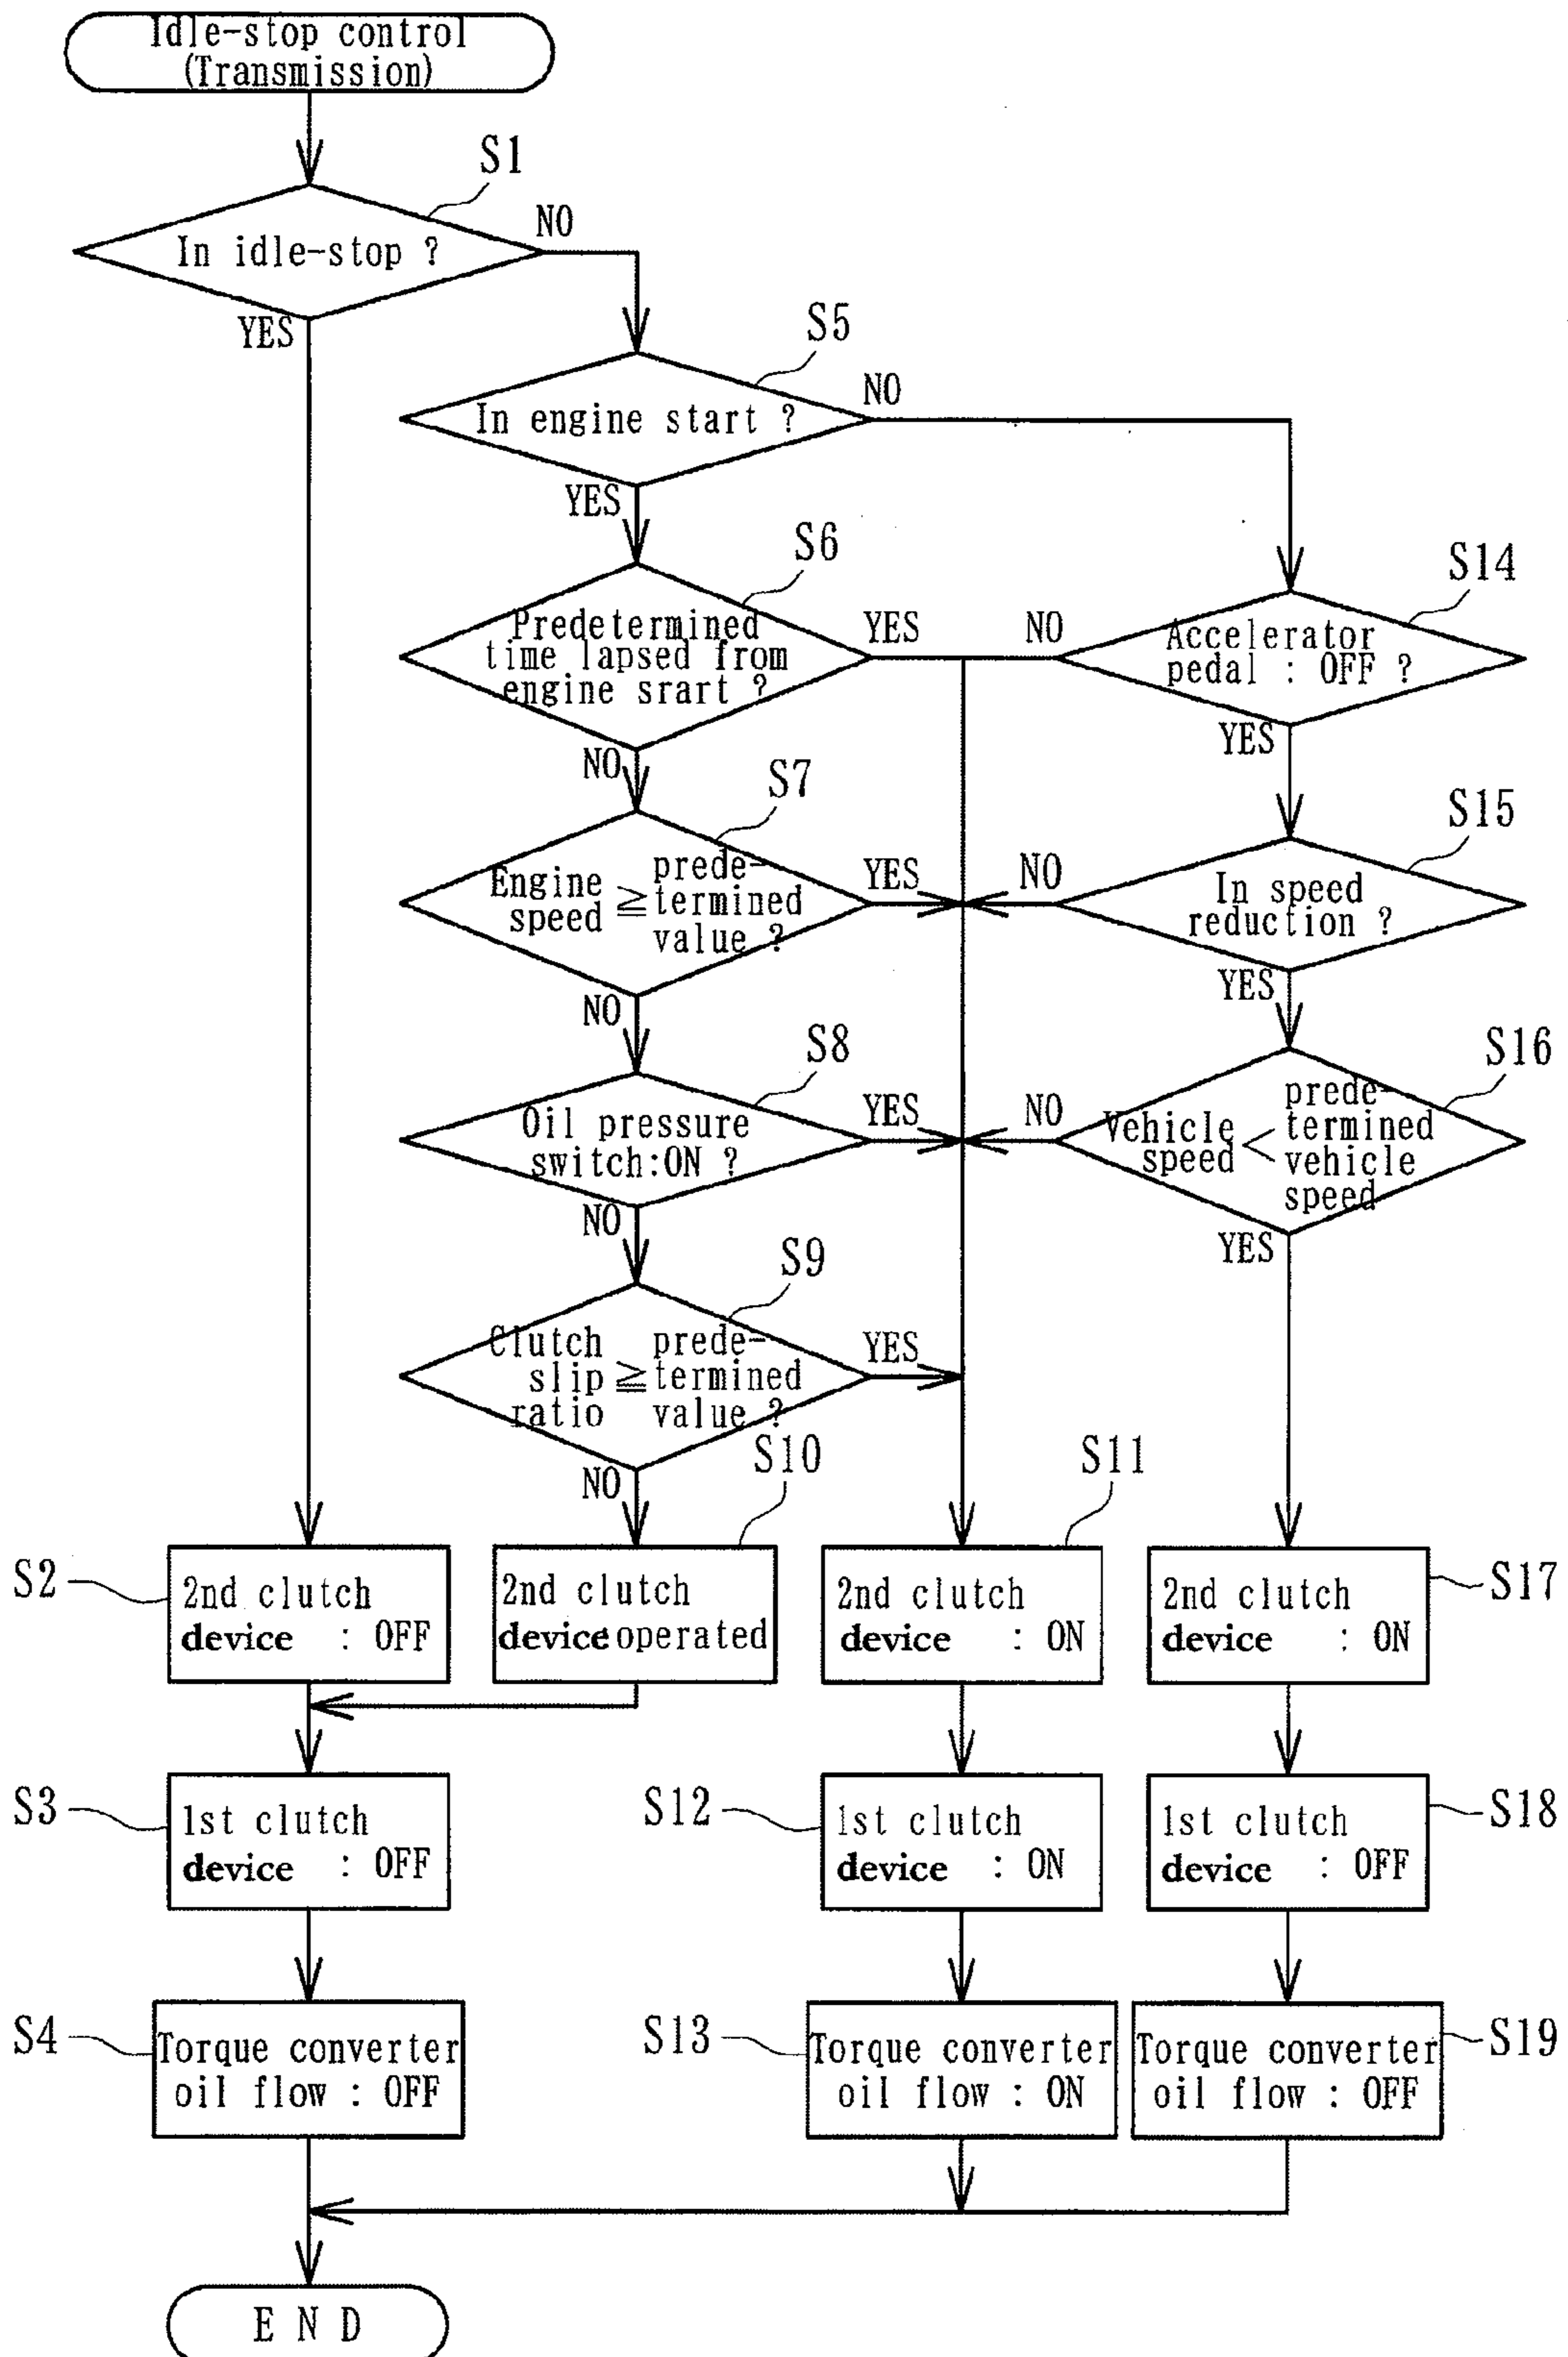 Idle-stop control
(Transmission)
S1
In idle-stop ?
NO
YES
S5
In engine start ?
NO
YES
S6
Predetermined
time lapsed from
engine srart ?
YES
NO
S14
Accelerator
pedal : OFF ?
NO
YES
S7
Engine
speed
≧
prede-
termined
value ?
YES
NO
S15
In speed
reduction ?
NO
YES
S8
Oil pressure
switch:ON ?
YES
NO
S16
Vehicle
speed
<
prede-
termined
vehicle
speed
NO
YES
S9
Clutch
slip
ratio
≧
prede-
termined
value ?
YES
NO
S2
2nd clutch
device : OFF
S10
2nd clutch
device:operated
S11
2nd clutch
device : ON
S17
2nd clutch
device : ON
S3
1st clutch
device : OFF
S12
1st clutch
device : ON
S18
1st clutch
device : OFF
S4
Torque converter
oil flow : OFF
S13
Torque converter
oil flow : ON
S19
Torque converter
oil flow : OFF
E N D